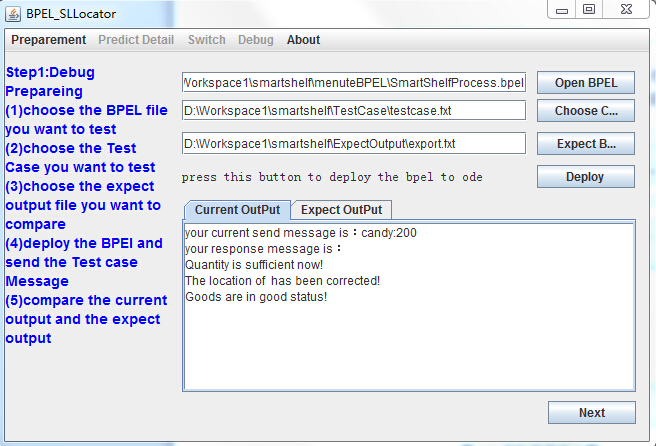 BPEL_SLLocator
Preparement Predict Detail Switch Debug About
Step1:Debug
Prepareing
(1)choose the BPEL file
you want to test
(2)choose the Test
Case you want to test
(3)choose the expect
output file you want to
compare
(4)deploy the BPEl and
send the Test case
Message
(5)compare the current
output and the expect
output
Workspace1\smartshelf\menuteBPEL\SmartShelfProcess.bpel
Open BPEL
D:\Workspace1\smartshelf\TestCase\testcase.txt
Choose C...
D:\Workspace1\smartshelf\ExpectOutput\export.txt
Expect B...
press this button to deploy the bpel to ode
Deploy
Current OutPut Expect OutPut
your current send message is：candy:200
your response message is：
Quantity is sufficient now!
The location of has been corrected!
Goods are in good status!
Next